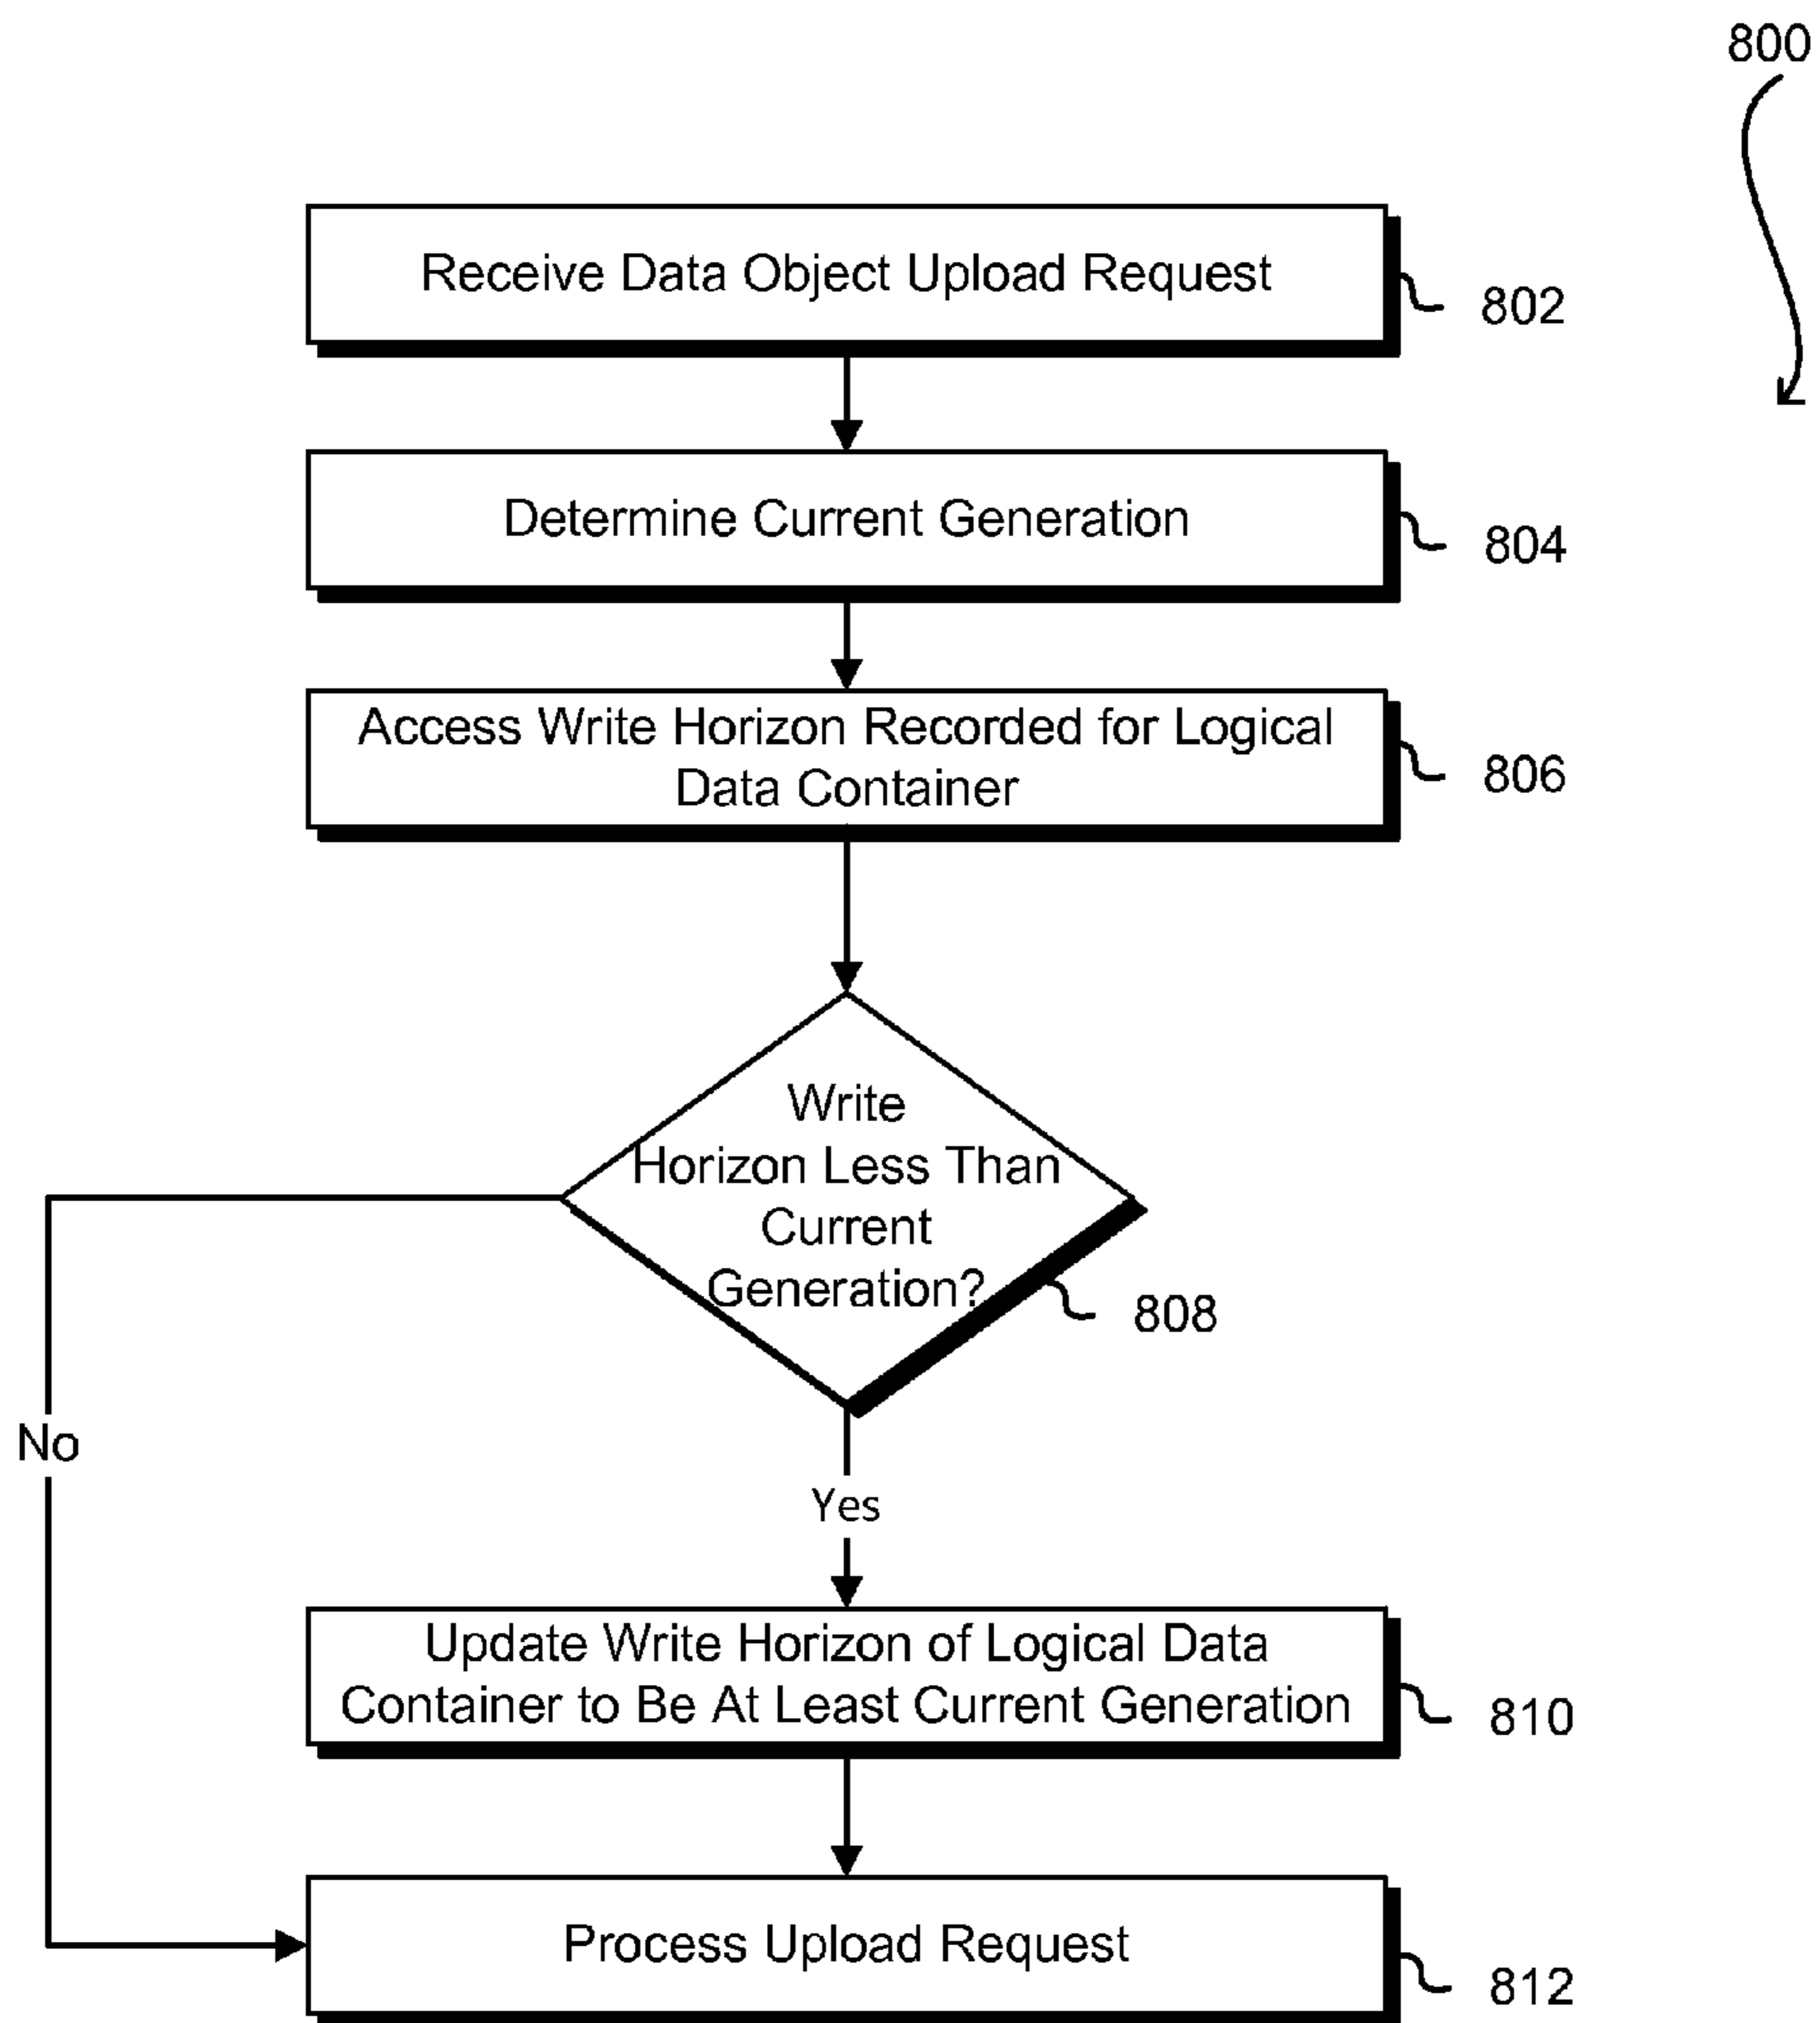 800
Receive Data Object Upload Request
802
Determine Current Generation
804
Access Write Horizon Recorded for Logical
Data Container
806
Write
Horizon Less Than
Current
Generation?
808
No
Yes
Update Write Horizon of Logical Data
Container to Be At Least Current Generation
810
Process Upload Request
812